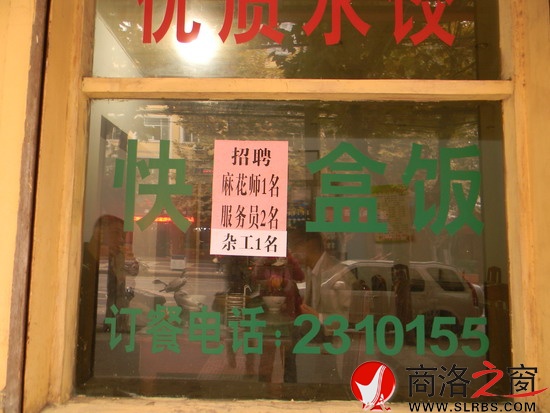 优质水饺
快 盒饭
招聘
麻花师1名
服务员2名
杂工1名
订餐电话:2310155
商洛之窗
WWW.SLRBS.COM